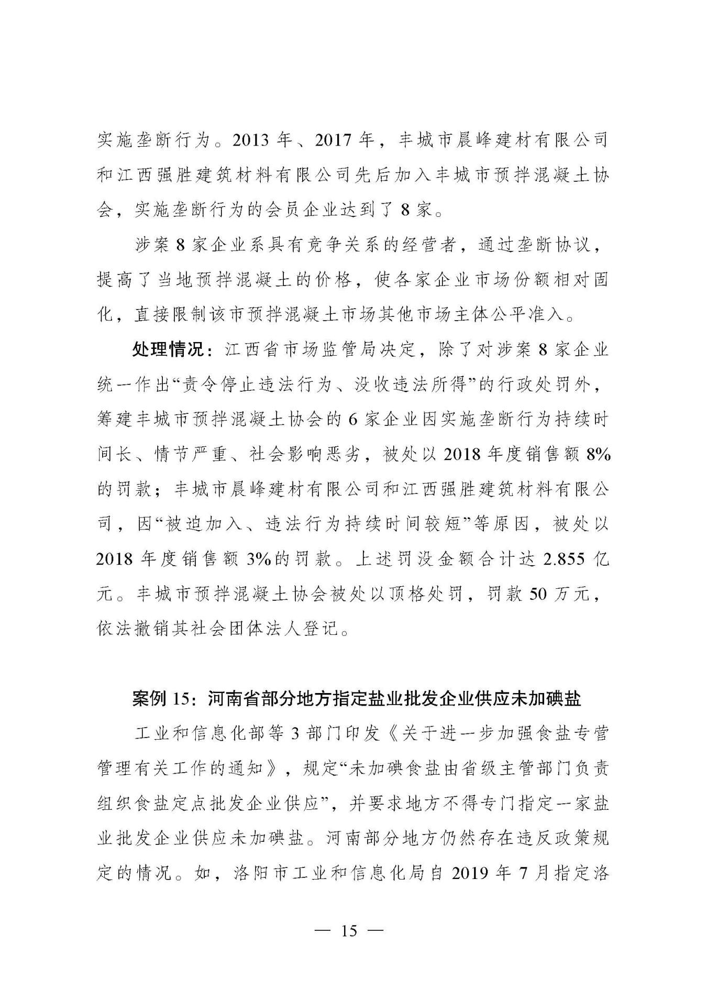 实施垄断行为。2013 年、2017 年，丰城市晨峰建材有限公司
和江西强胜建筑材料有限公司先后加入丰城市预拌混凝土协
会，实施垄断行为的会员企业达到了 8 家。
涉案 8 家企业系具有竞争关系的经营者，通过垄断协议，
提高了当地预拌混凝土的价格，使各家企业市场份额相对固
化，直接限制该市预拌混凝土市场其他市场主体公平准入。
处理情况：江西省市场监管局决定，除了对涉案 8 家企业
统一作出“责令停止违法行为、没收违法所得”的行政处罚外，
筹建丰城市预拌混凝土协会的 6 家企业因实施垄断行为持续时
间长、情节严重、社会影响恶劣，被处以 2018 年度销售额 8%
的罚款；丰城市晨峰建材有限公司和江西强胜建筑材料有限公
司，因“被迫加入、违法行为持续时间较短”等原因，被处以
2018 年度销售额 3%的罚款。上述罚没金额合计达 2.855 亿
元。丰城市预拌混凝土协会被处以顶格处罚，罚款 50 万元，
依法撤销其社会团体法人登记。
案例 15：河南省部分地方指定盐业批发企业供应未加碘盐
工业和信息化部等 3 部门印发《关于进一步加强食盐专营
管理有关工作的通知》，规定“未加碘食盐由省级主管部门负责
组织食盐定点批发企业供应”，并要求地方不得专门指定一家盐
业批发企业供应未加碘盐。河南部分地方仍然存在违反政策规
定的情况。如，洛阳市工业和信息化局自 2019 年 7 月指定洛
— 15 —